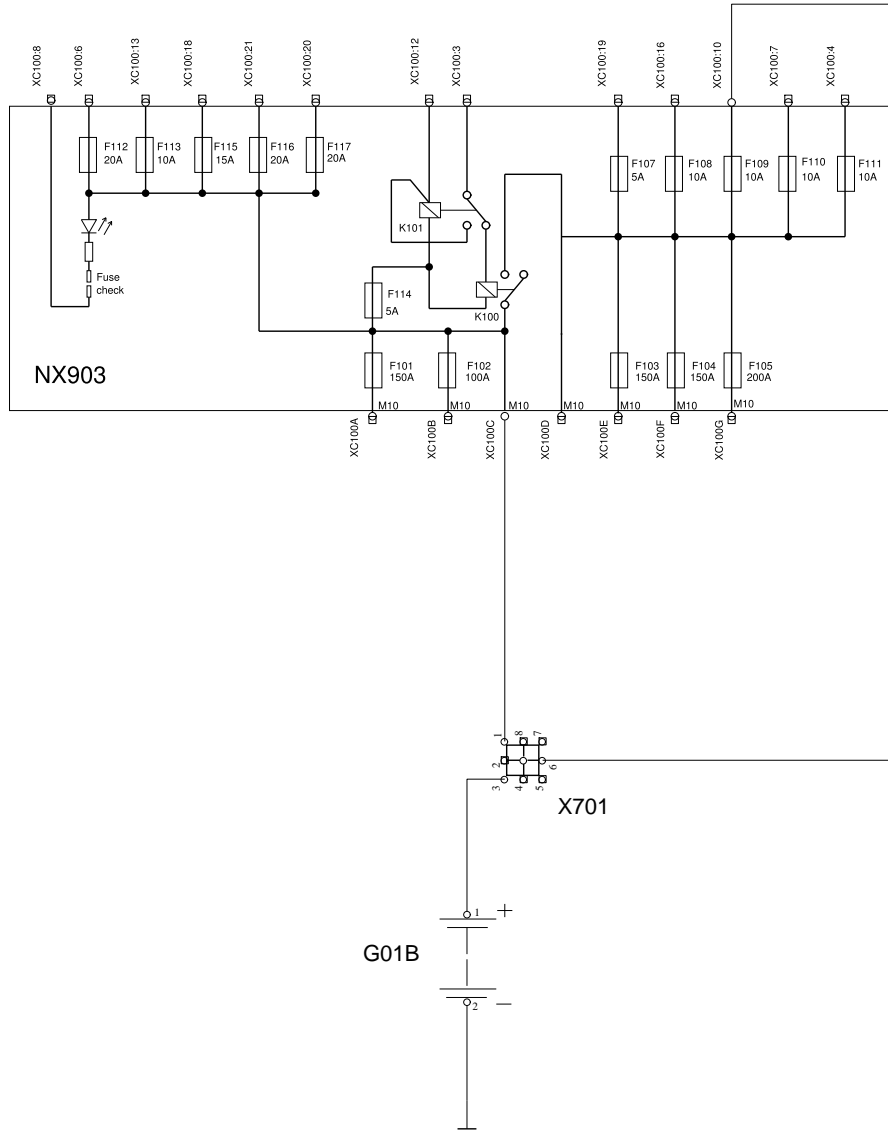 XC100:8
XC100:6
XC100:13
XC100:18
XC100:21
XC100:20
XC100:12
XC100:3
XC100:19
XC100:16
XC100:10
XC100:7
XC100:4
F112
20A
F113
10A
F115
15A
F116
20A
F117
20A
F107
5A
F108
10A
F109
10A
F110
10A
F111
10A
K101
Fuse
check
F114
5A
K100
NX903
F101
150A
F102
100A
F103
150A
F104
150A
F105
200A
M10
M10
M10
M10
M10
M10
M10
XC100A
XC100B
XC100C
XC100D
XC100E
XC100F
XC100G
1
8
7
2
6
3
4
5
X701
1
+
G01B
2
–